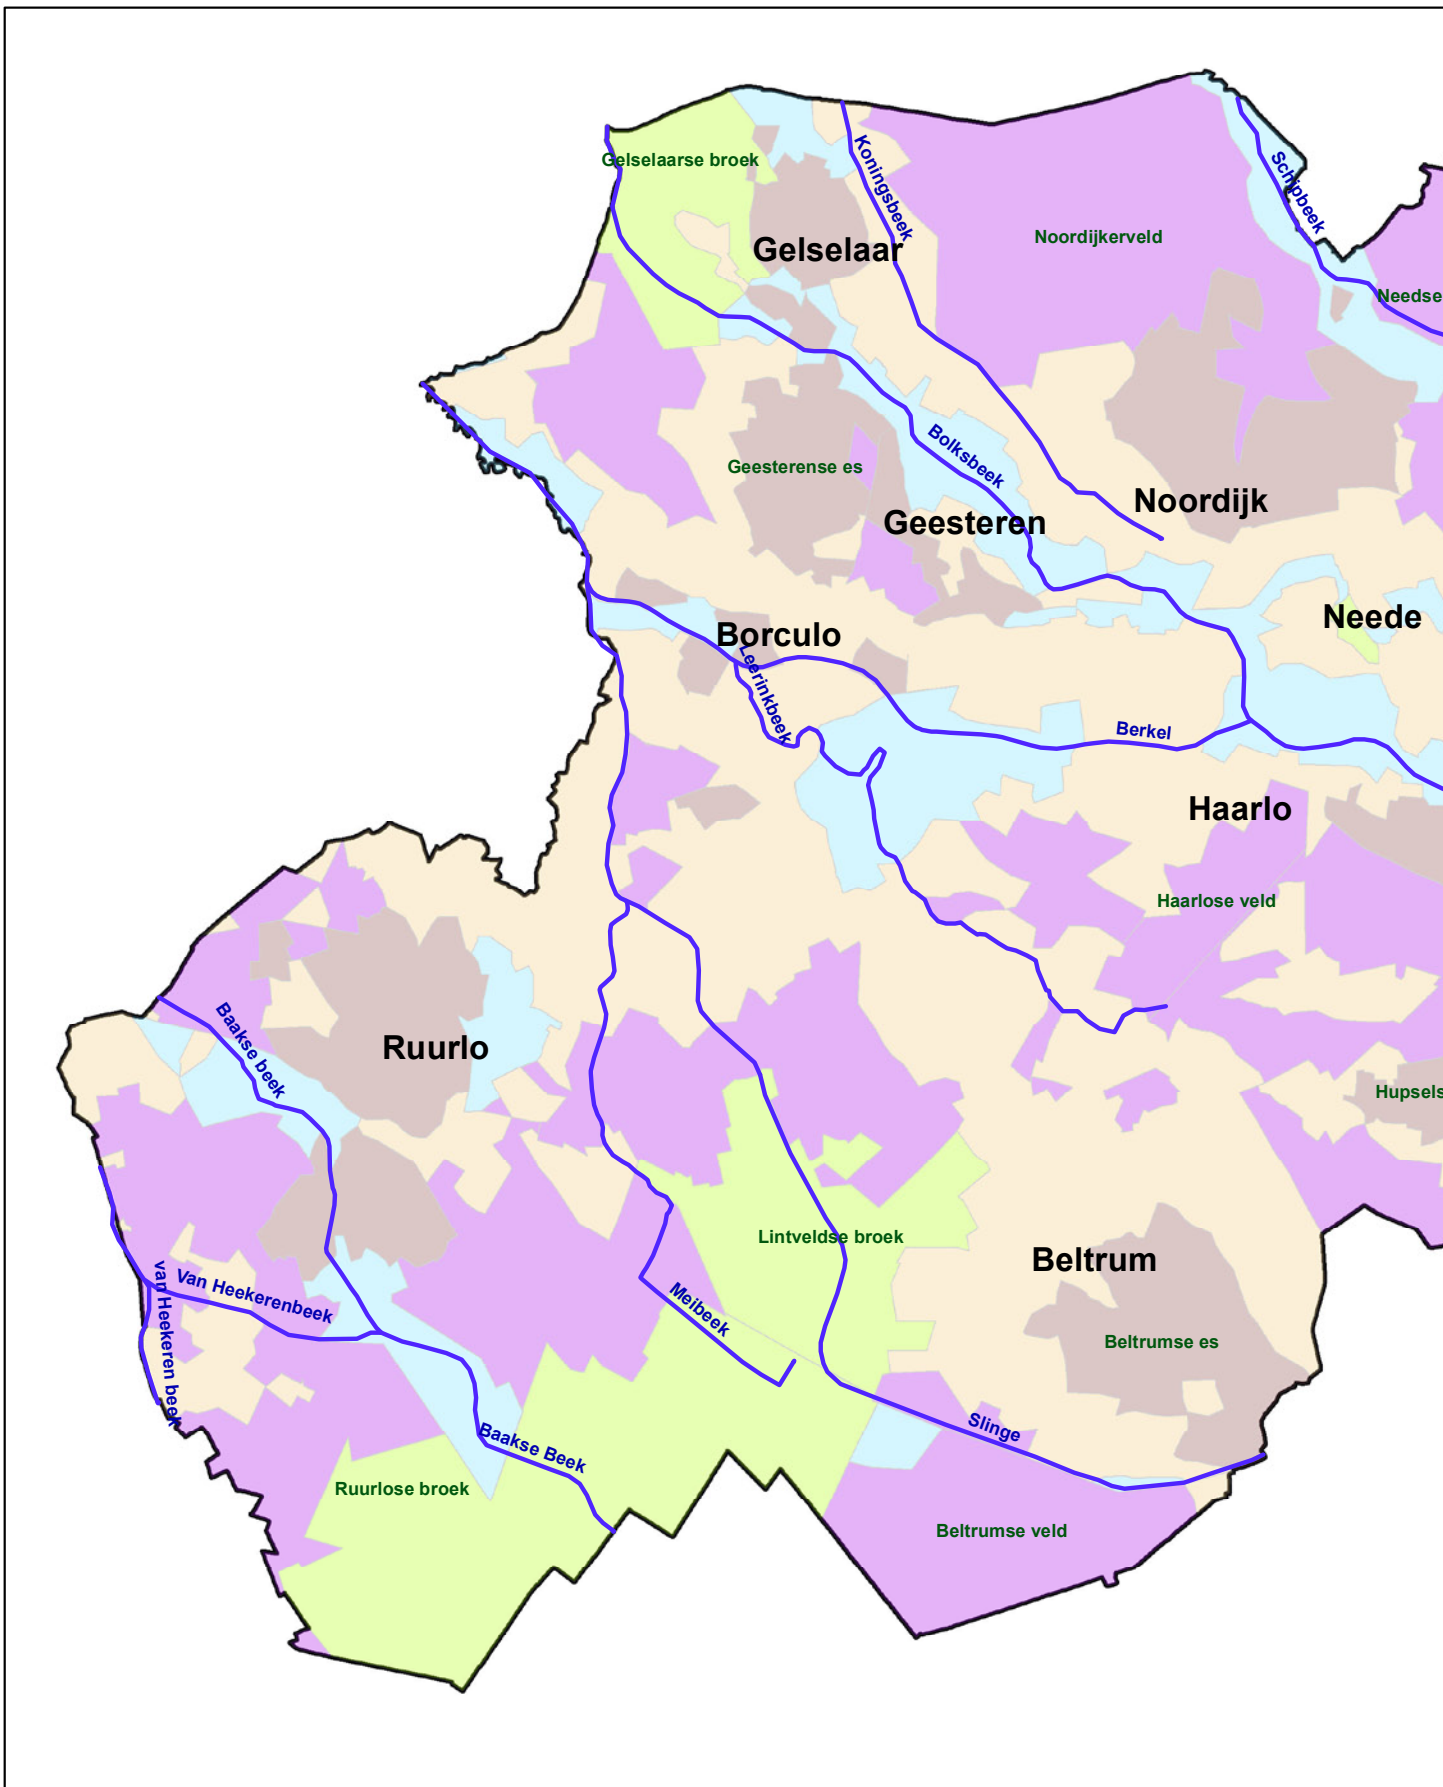 Gelselaarse broek
Koningsbeek
Schipbeek
Gelselaar
Noordijkerveld
Needse
Bolksbeek
Geesterense es
Noordijk
Geesteren
Neede
Borculo
Leerinkbeek
Berkel
Haarlo
Haarlose veld
Baakse beek
Ruurlo
Hupsels
Lintveldse broek
Beltrum
Van Heekerenbeek
van Heekeren beek
Meibeek
Beltrumse es
Slinge
Baakse Beek
Ruurlose broek
Beltrumse veld